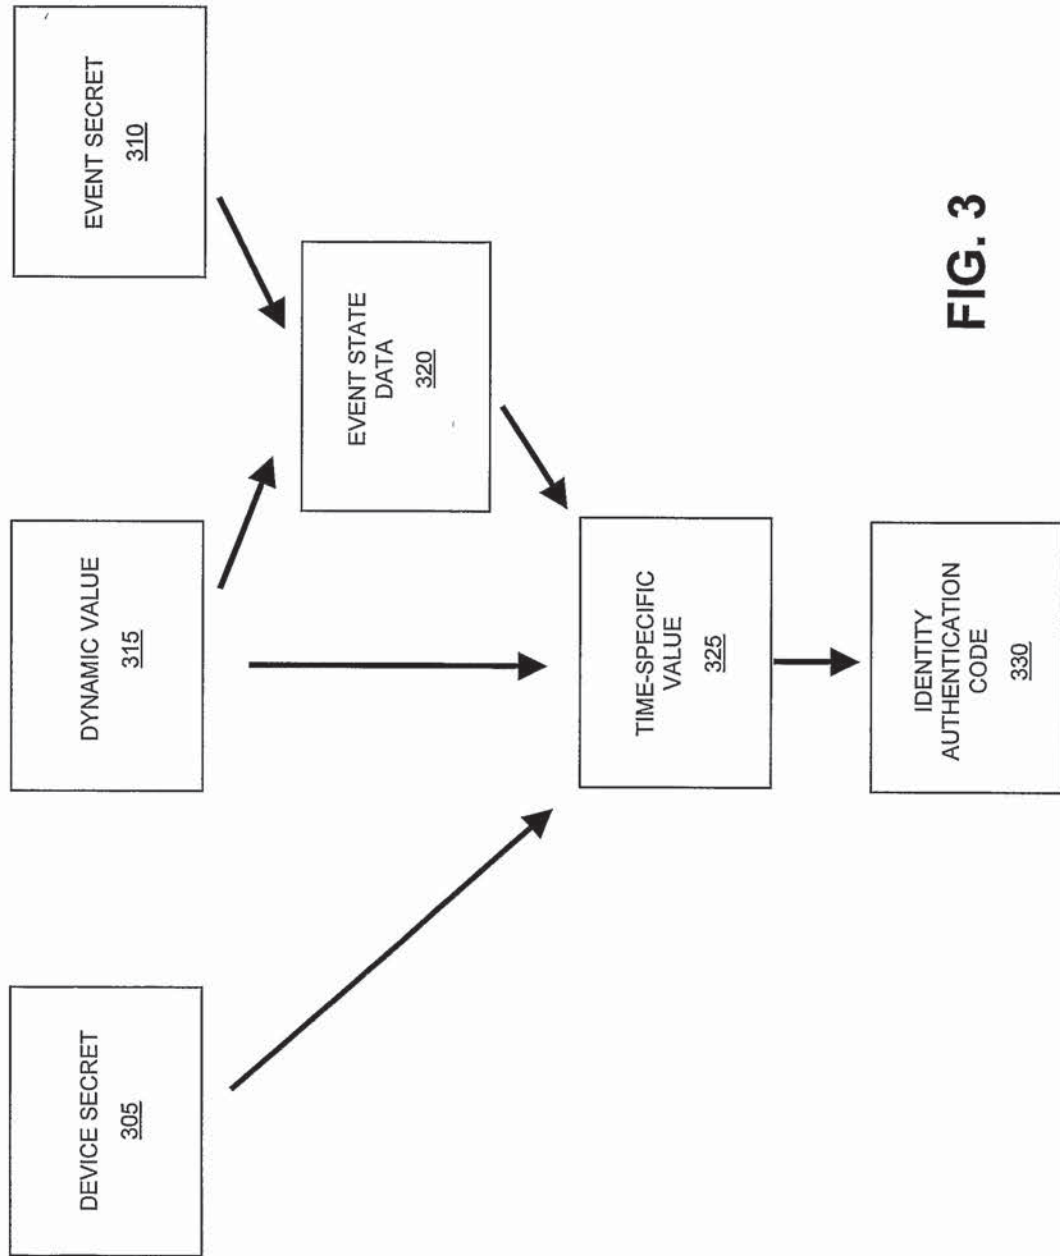 DEVICE SECRET
305
DYNAMIC VALUE
315
EVENT SECRET
310
EVENT STATE
DATA
320
TIME-SPECIFIC
VALUE
325
IDENTITY
AUTHENTICATION
CODE
330
FIG. 3